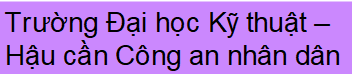 Trường Đại học Kỹ thuật –
Hậu cần Công an nhân dân